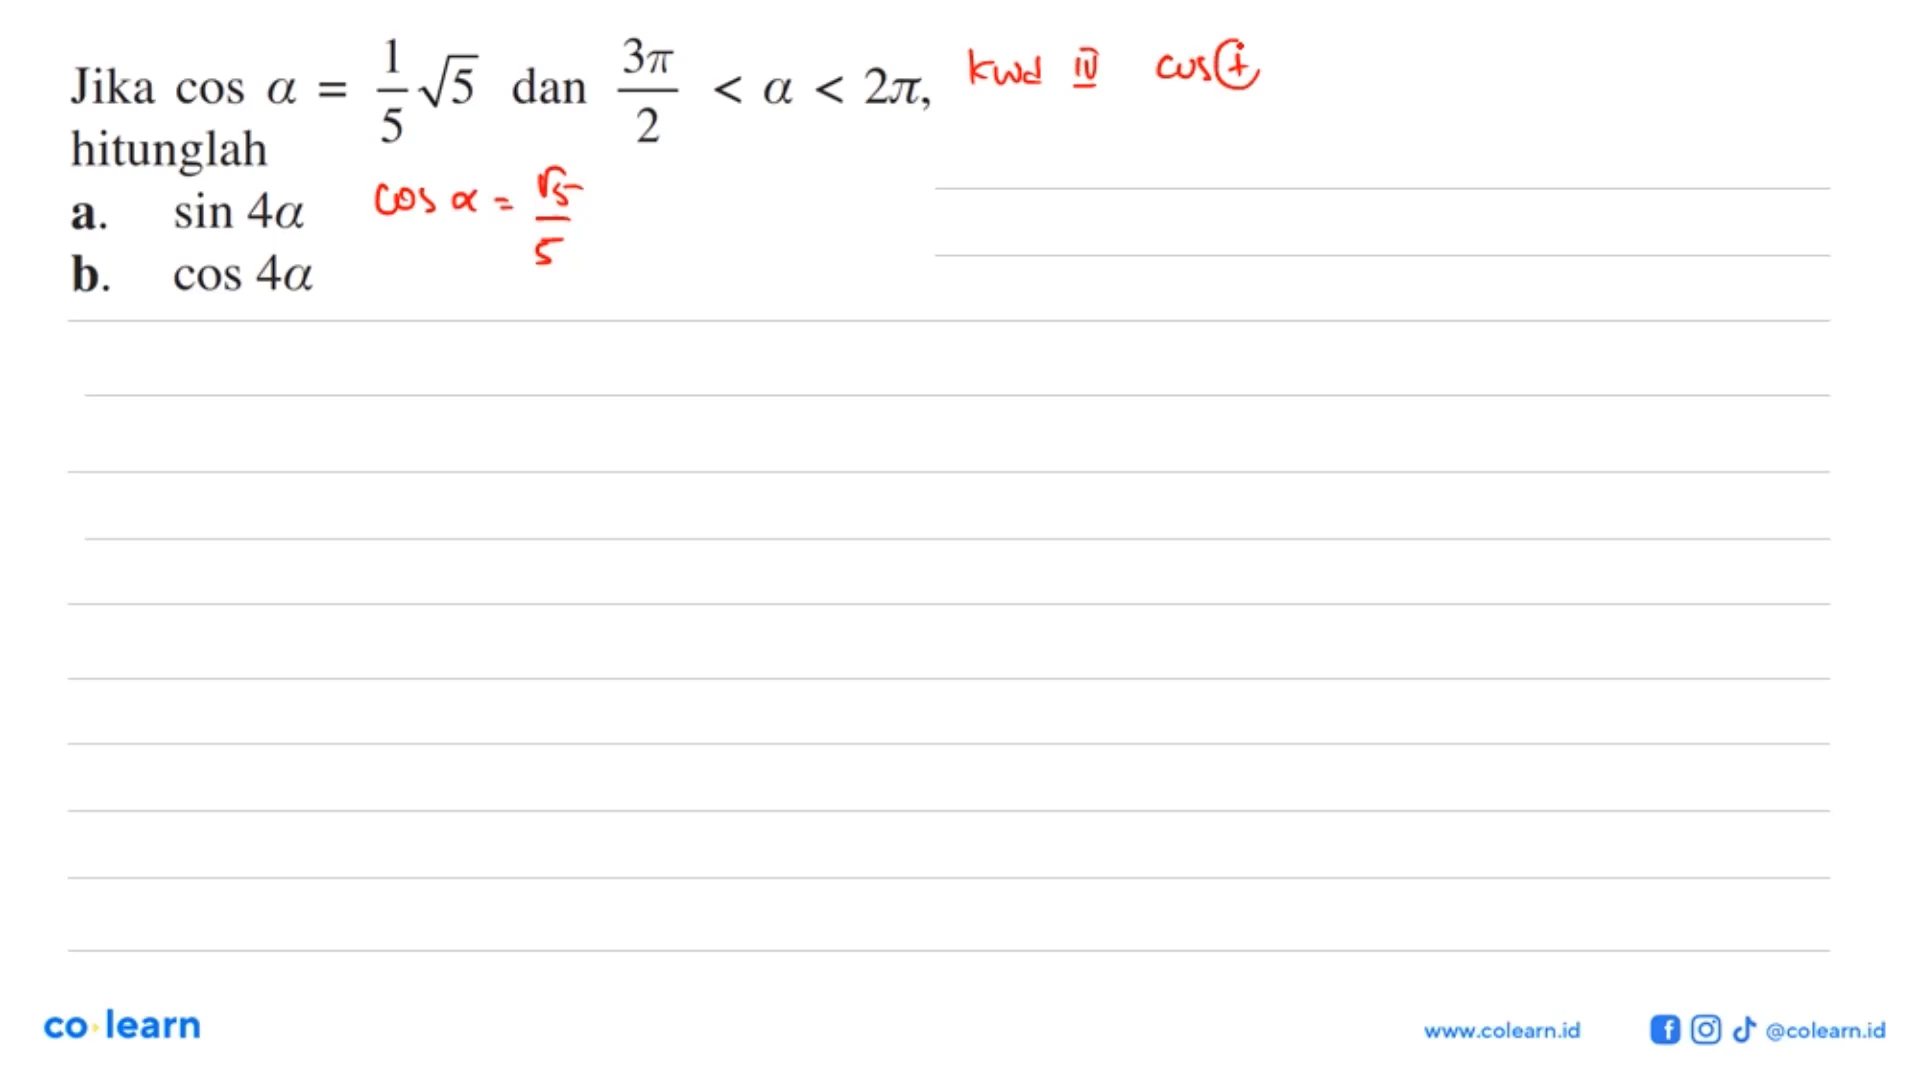 Jika cos α = 1/5 √5 dan 3π/2 < α < 2π, kwd IV cos (+)
hitunglah
a. sin 4α cos α = √5/5
b. cos 4α
co·learn www.colearn.id @colearn.id